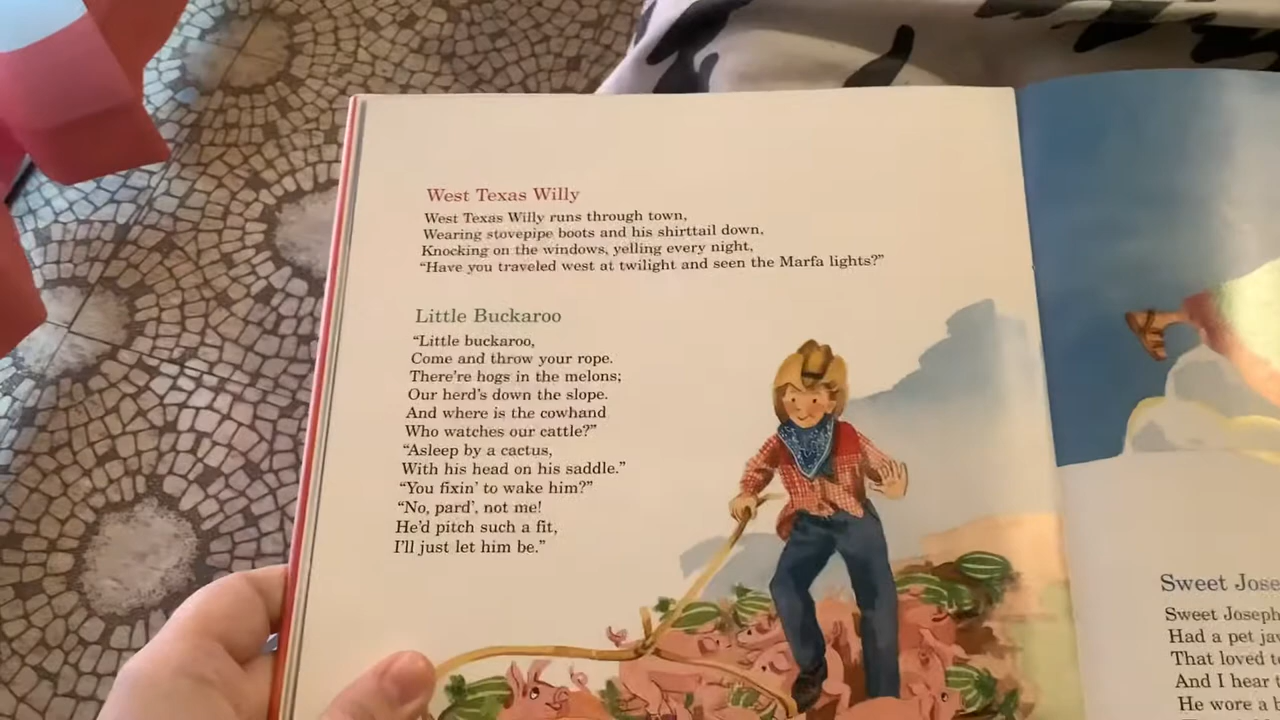 West Texas Willy
West Texas Willy runs through town,
Wearing stovepipe boots and his shirttail down,
Knocking on the windows, yelling every night,
“Have you traveled west at twilight and seen the Marfa lights?”
Little Buckaroo
“Little buckaroo,
Come and throw your rope.
There’re hogs in the melons;
Our herd’s down the slope.
And where is the cowhand
Who watches our cattle?”
“Asleep by a cactus,
With his head on his saddle.”
“You fixin’ to wake him?”
“No, pard’, not me!
He’d pitch such a fit,
I’ll just let him be.”
Sweet Jose
Sweet Joseph
Had a pet
That loved
And I hear
He wore a